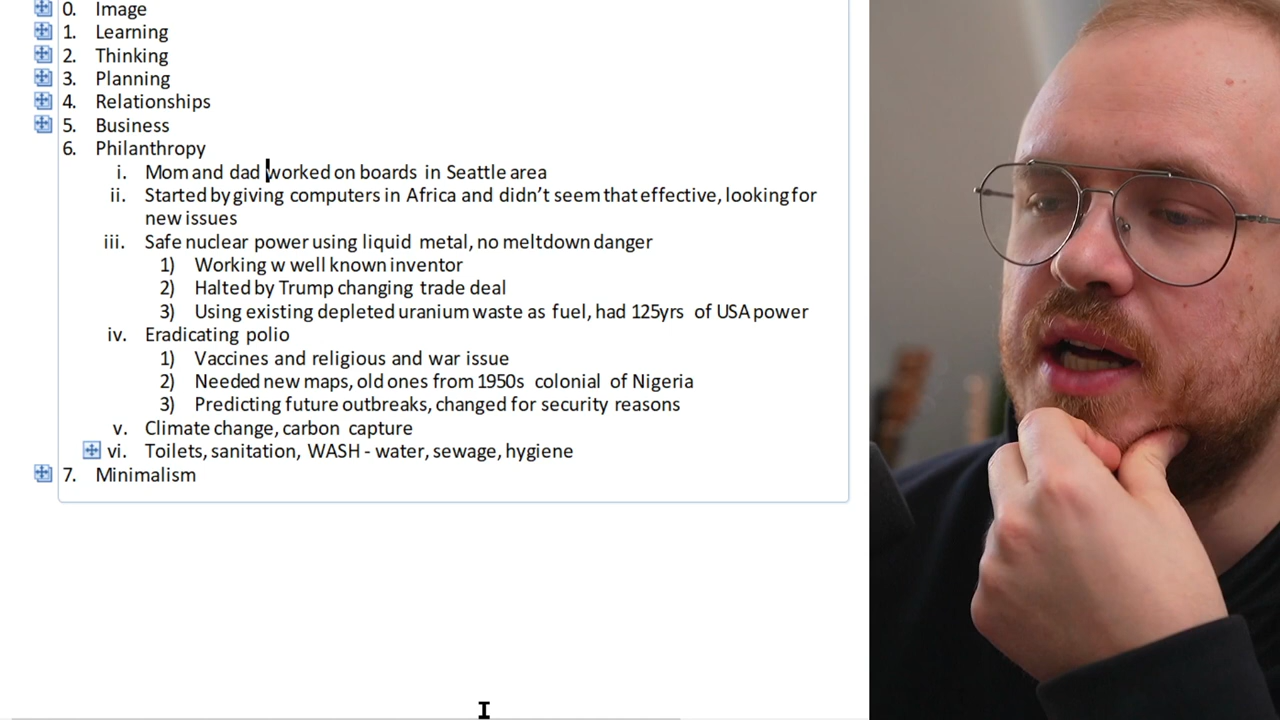 0. Image
1. Learning
2. Thinking
3. Planning
4. Relationships
5. Business
6. Philanthropy
i. Mom and dad worked on boards in Seattle area
ii. Started by giving computers in Africa and didn't seem that effective, looking for
new issues
iii. Safe nuclear power using liquid metal, no meltdown danger
1) Working w well known inventor
2) Halted by Trump changing trade deal
3) Using existing depleted uranium waste as fuel, had 125yrs of USA power
iv. Eradicating polio
1) Vaccines and religious and war issue
2) Needed new maps, old ones from 1950s colonial of Nigeria
3) Predicting future outbreaks, changed for security reasons
v. Climate change, carbon capture
vi. Toilets, sanitation, WASH - water, sewage, hygiene
7. Minimalism